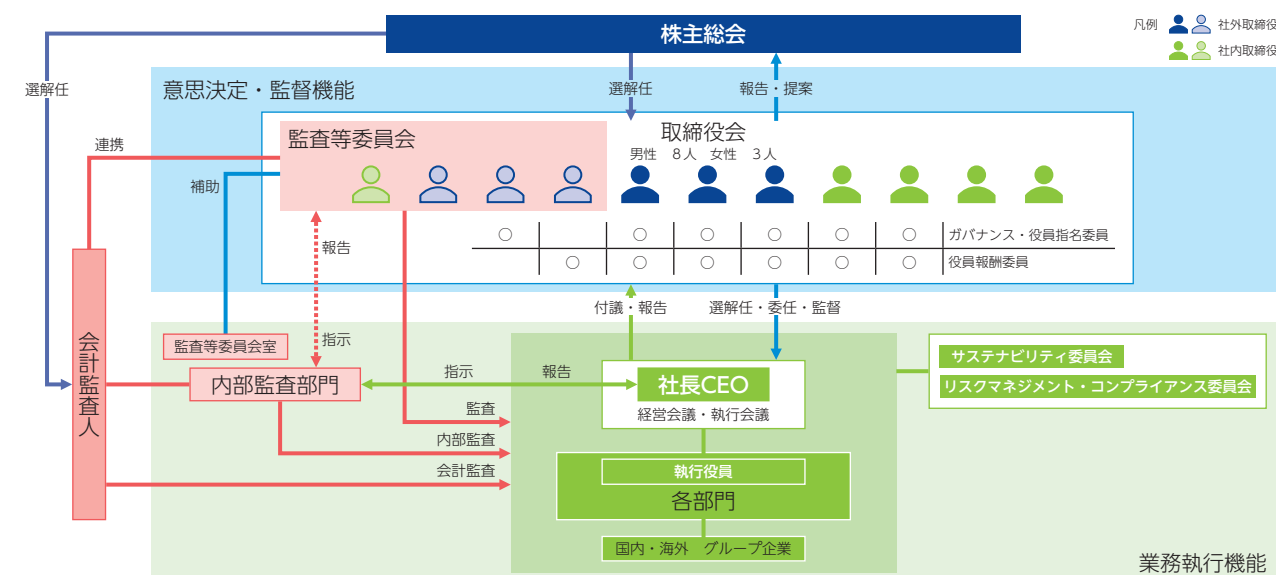 株主総会
凡例
社外取締役
社内取締役
選解任
意思決定・監督機能
選解任
報告・提案
監査等委員会
取締役会
男性 8人 女性 3人
連携
補助
報告
○ ○ ○ ○ ○ ○ ガバナンス・役員指名委員
○ ○ ○ ○ ○ ○ 役員報酬委員
付議・報告
選解任・委任・監督
会計監査人
監査等委員会室
指示
内部監査部門
指示
報告
社長CEO
経営会議・執行会議
サステナビリティ委員会
リスクマネジメント・コンプライアンス委員会
監査
内部監査
会計監査
執行役員
各部門
国内・海外 グループ企業
業務執行機能